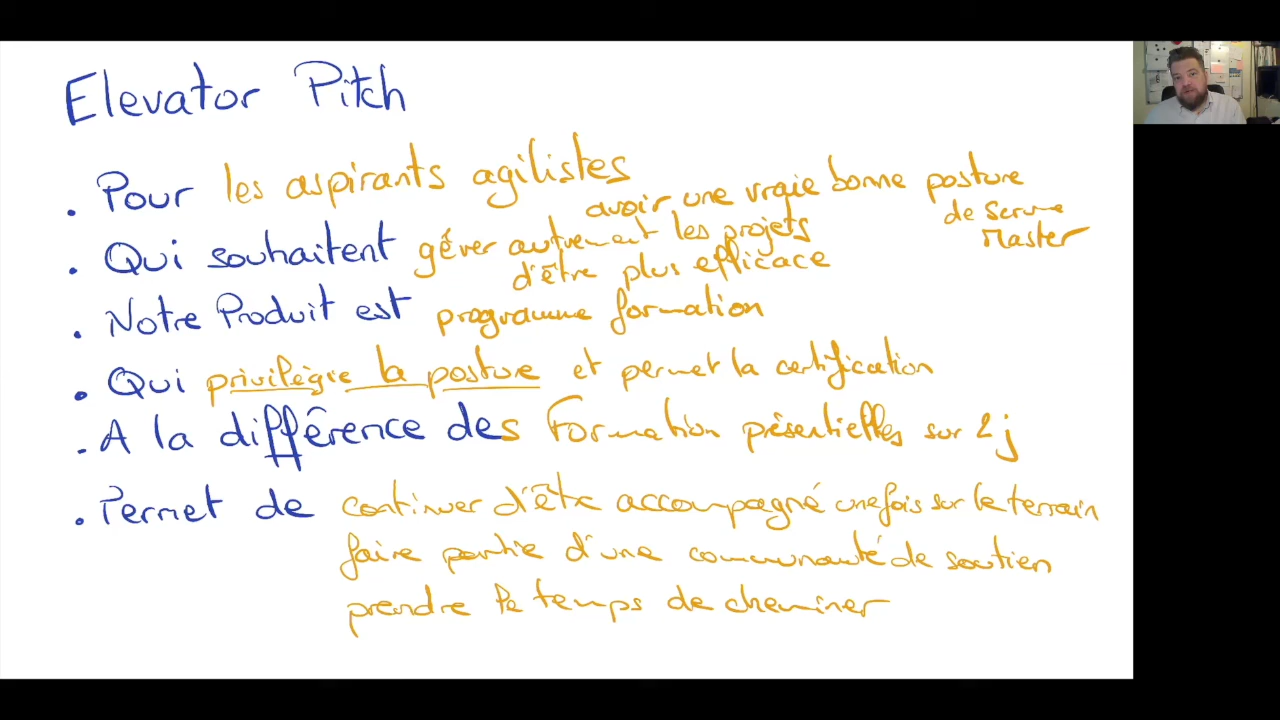 Elevator Pitch
. Pour les aspirants agilistes
avoir une vraie bonne posture
de Scrum
Master
. Qui souhaitent gérer autrement les projets
d'être plus efficace
. Notre Produit est programme formation
. Qui privilègie la posture et permet la certification
. A la différence des Formation présentielles sur 2 j
. Permet de continuer d'être accompagné une fois sur le terrain
faire partie d'une communauté de soutien
prendre le temps de cheminer